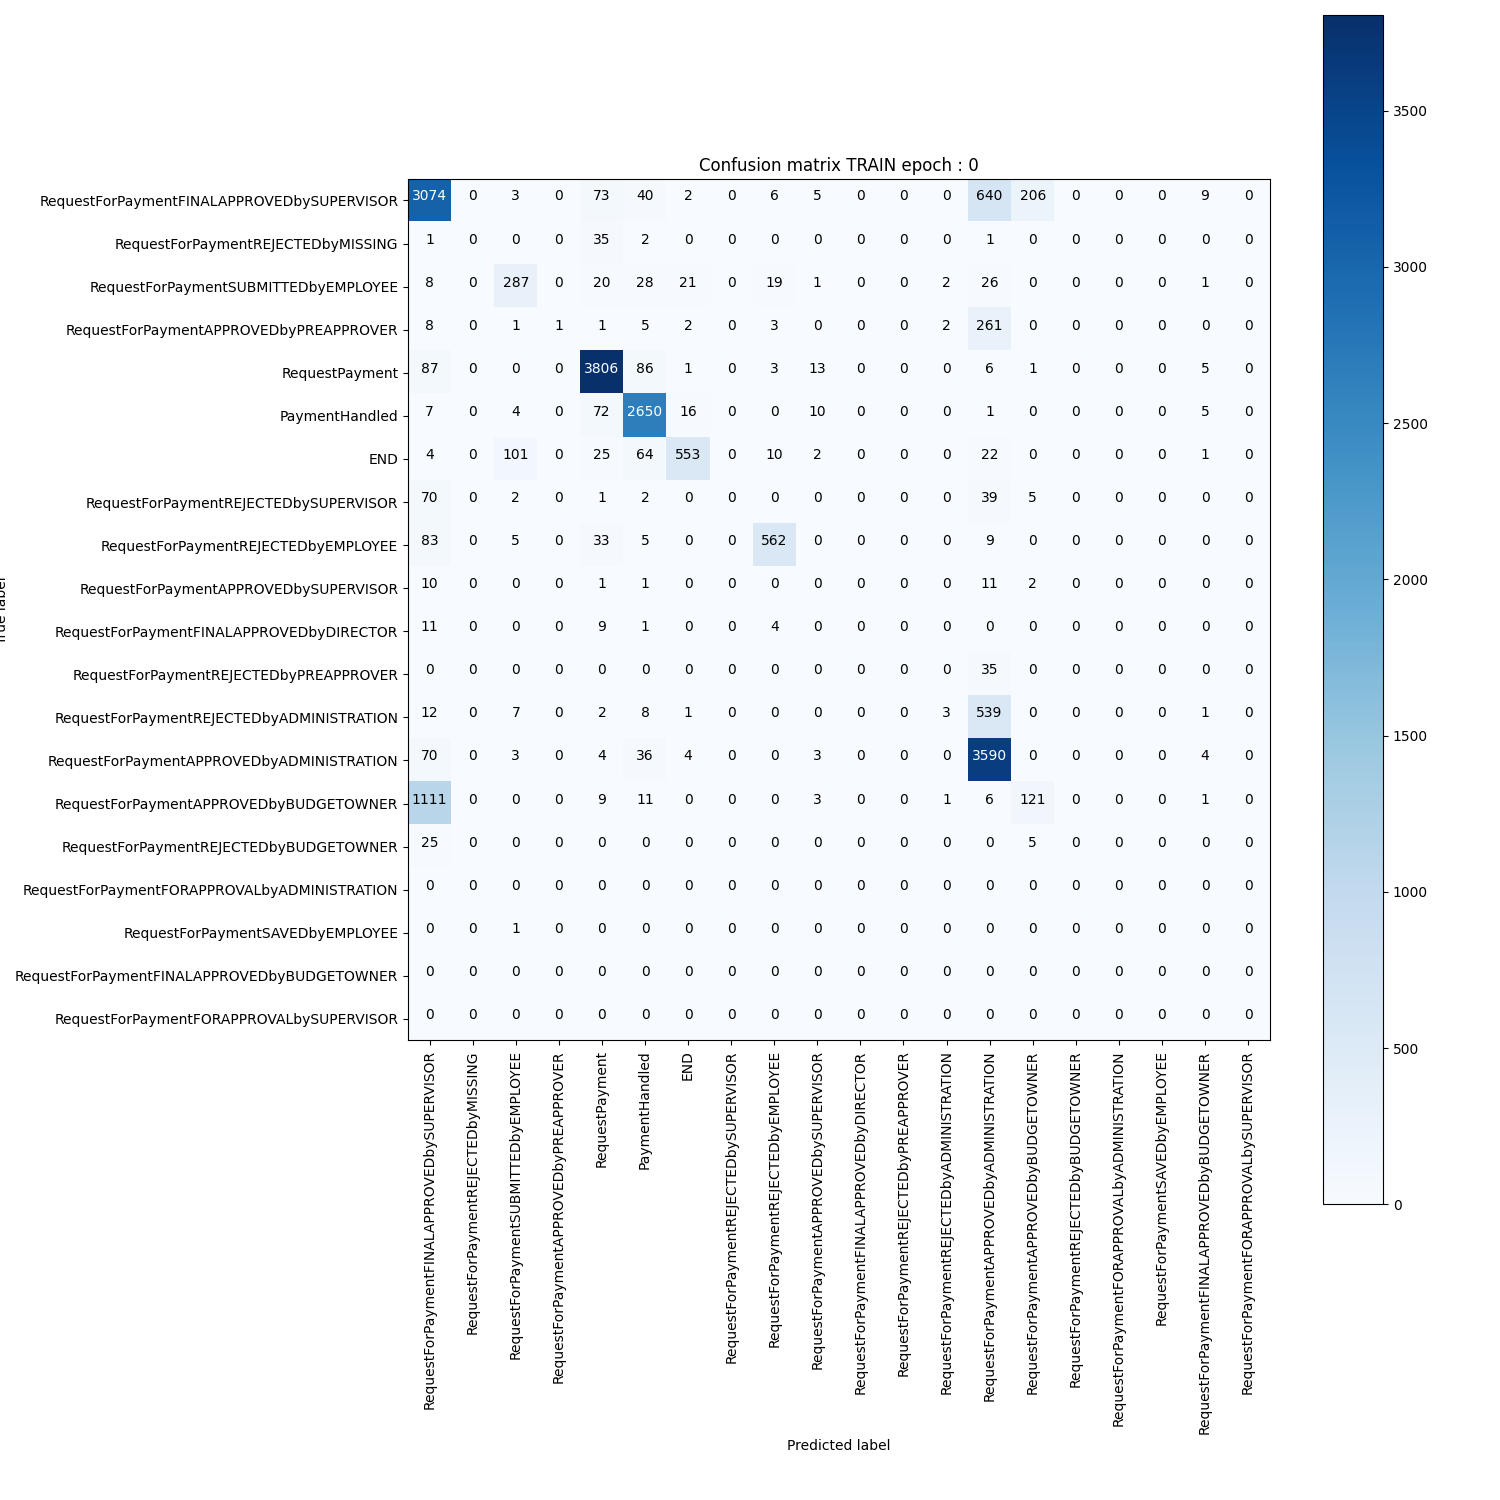 Confusion matrix TRAIN epoch : 0
RequestForPaymentFINALAPPROVEDbySUPERVISOR 3074 0 3 0 73 40 2 0 6 5 0 0 0 640 206 0 0 0 9 0
RequestForPaymentREJECTEDbyMISSING 1 0 0 0 35 2 0 0 0 0 0 0 0 1 0 0 0 0 0 0
RequestForPaymentSUBMITTEDbyEMPLOYEE 8 0 287 0 20 28 21 0 19 1 0 0 2 26 0 0 0 0 1 0
RequestForPaymentAPPROVEDbyPREAPPROVER 8 0 1 1 1 5 2 0 3 0 0 0 2 261 0 0 0 0 0 0
RequestPayment 87 0 0 0 3806 86 1 0 3 13 0 0 0 6 1 0 0 0 5 0
PaymentHandled 7 0 4 0 72 2650 16 0 0 10 0 0 0 1 0 0 0 0 5 0
END 4 0 101 0 25 64 553 0 10 2 0 0 0 22 0 0 0 0 1 0
RequestForPaymentREJECTEDbySUPERVISOR 70 0 2 0 1 2 0 0 0 0 0 0 0 39 5 0 0 0 0 0
RequestForPaymentREJECTEDbyEMPLOYEE 83 0 5 0 33 5 0 0 562 0 0 0 0 9 0 0 0 0 0 0
RequestForPaymentAPPROVEDbySUPERVISOR 10 0 0 0 1 1 0 0 0 0 0 0 0 11 2 0 0 0 0 0
RequestForPaymentFINALAPPROVEDbyDIRECTOR 11 0 0 0 9 1 0 0 4 0 0 0 0 0 0 0 0 0 0 0
RequestForPaymentREJECTEDbyPREAPPROVER 0 0 0 0 0 0 0 0 0 0 0 0 0 35 0 0 0 0 0 0
RequestForPaymentREJECTEDbyADMINISTRATION 12 0 7 0 2 8 1 0 0 0 0 0 3 539 0 0 0 0 1 0
RequestForPaymentAPPROVEDbyADMINISTRATION 70 0 3 0 4 36 4 0 0 3 0 0 0 3590 0 0 0 0 4 0
RequestForPaymentAPPROVEDbyBUDGETOWNER 1111 0 0 0 9 11 0 0 0 3 0 0 1 6 121 0 0 0 1 0
RequestForPaymentREJECTEDbyBUDGETOWNER 25 0 0 0 0 0 0 0 0 0 0 0 0 0 5 0 0 0 0 0
RequestForPaymentFORAPPROVALbyADMINISTRATION 0 0 0 0 0 0 0 0 0 0 0 0 0 0 0 0 0 0 0 0
RequestForPaymentSAVEDbyEMPLOYEE 0 0 1 0 0 0 0 0 0 0 0 0 0 0 0 0 0 0 0 0
RequestForPaymentFINALAPPROVEDbyBUDGETOWNER 0 0 0 0 0 0 0 0 0 0 0 0 0 0 0 0 0 0 0 0
RequestForPaymentFORAPPROVALbySUPERVISOR 0 0 0 0 0 0 0 0 0 0 0 0 0 0 0 0 0 0 0 0
RequestForPaymentFINALAPPROVEDbySUPERVISOR
RequestForPaymentREJECTEDbyMISSING
RequestForPaymentSUBMITTEDbyEMPLOYEE
RequestForPaymentAPPROVEDbyPREAPPROVER
RequestPayment
PaymentHandled
END
RequestForPaymentREJECTEDbySUPERVISOR
RequestForPaymentREJECTEDbyEMPLOYEE
RequestForPaymentAPPROVEDbySUPERVISOR
RequestForPaymentFINALAPPROVEDbyDIRECTOR
RequestForPaymentREJECTEDbyPREAPPROVER
RequestForPaymentREJECTEDbyADMINISTRATION
RequestForPaymentAPPROVEDbyADMINISTRATION
RequestForPaymentAPPROVEDbyBUDGETOWNER
RequestForPaymentREJECTEDbyBUDGETOWNER
RequestForPaymentFORAPPROVALbyADMINISTRATION
RequestForPaymentSAVEDbyEMPLOYEE
RequestForPaymentFINALAPPROVEDbyBUDGETOWNER
RequestForPaymentFORAPPROVALbySUPERVISOR
Predicted label
3500
3000
2500
2000
1500
1000
500
0